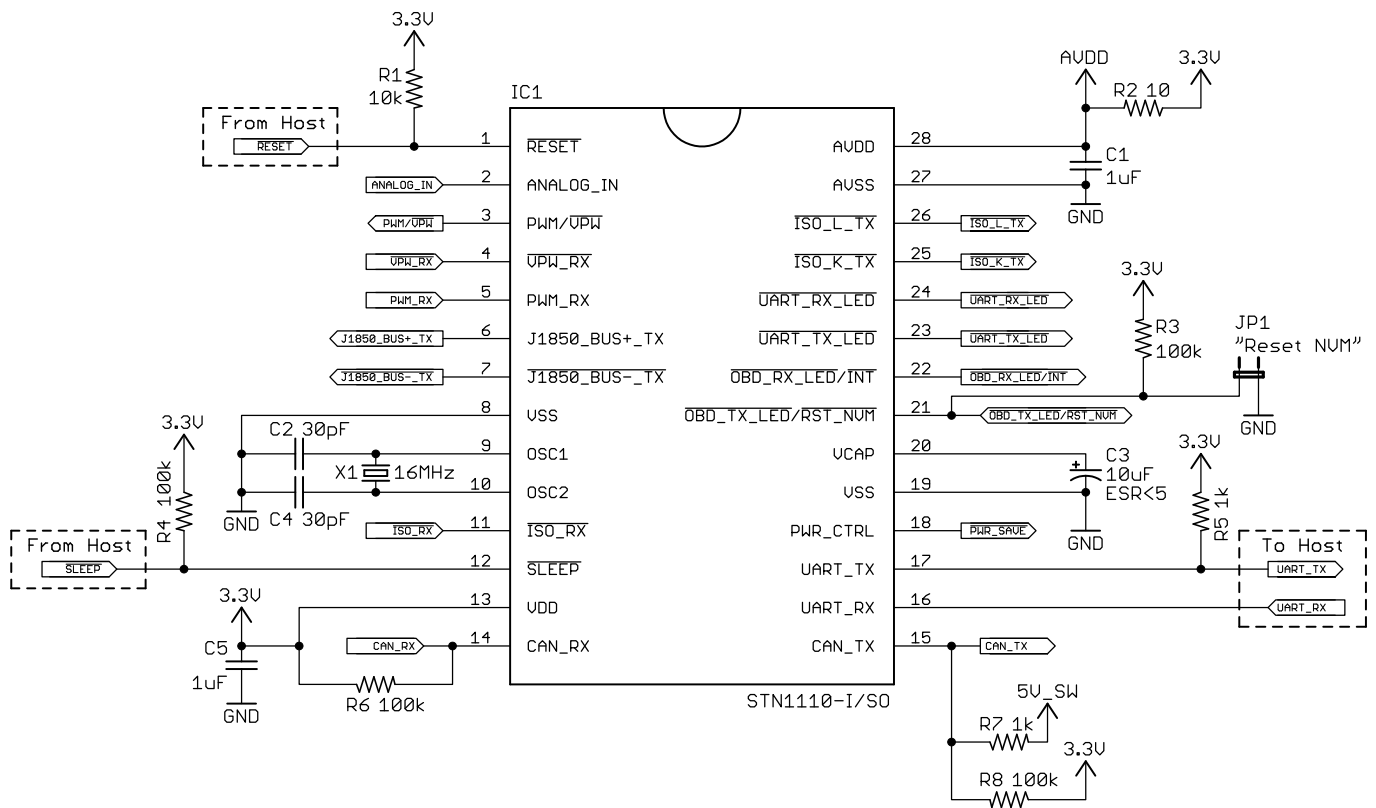 3.3V
R1
10k
From Host
RESET
IC1
AVDD
3.3V
R2 10
C1
1uF
GND
1 RESET
AVDD 28
ANALOG_IN 2 ANALOG_IN
AVSS 27
PWM/VPW 3 PWM/VPW
ISO_L_TX 26 ISO_L_TX
VPW_RX 4 VPW_RX
ISO_K_TX 25 ISO_K_TX
PWM_RX 5 PWM_RX
UART_RX_LED 24 UART_RX_LED
J1850_BUS+_TX 6 J1850_BUS+_TX
UART_TX_LED 23 UART_TX_LED
J1850_BUS-_TX 7 J1850_BUS-_TX
OBD_RX_LED/INT 22 OBD_RX_LED/INT
8 VSS
OBD_TX_LED/RST_NVM 21 OBD_TX_LED/RST_NVM
3.3V
R3
100k
JP1
"Reset NVM"
GND
C2 30pF
9 OSC1
VCAP 20
C3
10uF
ESR<5
X1 16MHz
10 OSC2
VSS 19
GND
C4 30pF
GND
ISO_RX 11 ISO_RX
PWR_CTRL 18 PWR_SAVE
3.3V
R4 100k
From Host
SLEEP
12 SLEEP
UART_TX 17
3.3V
R5 1k
To Host
UART_TX
UART_RX
13 VDD
UART_RX 16
3.3V
C5
1uF
GND
CAN_RX 14 CAN_RX
CAN_TX 15 CAN_TX
R6 100k
STN1110-I/SO
5V_SW
R7 1k
3.3V
R8 100k